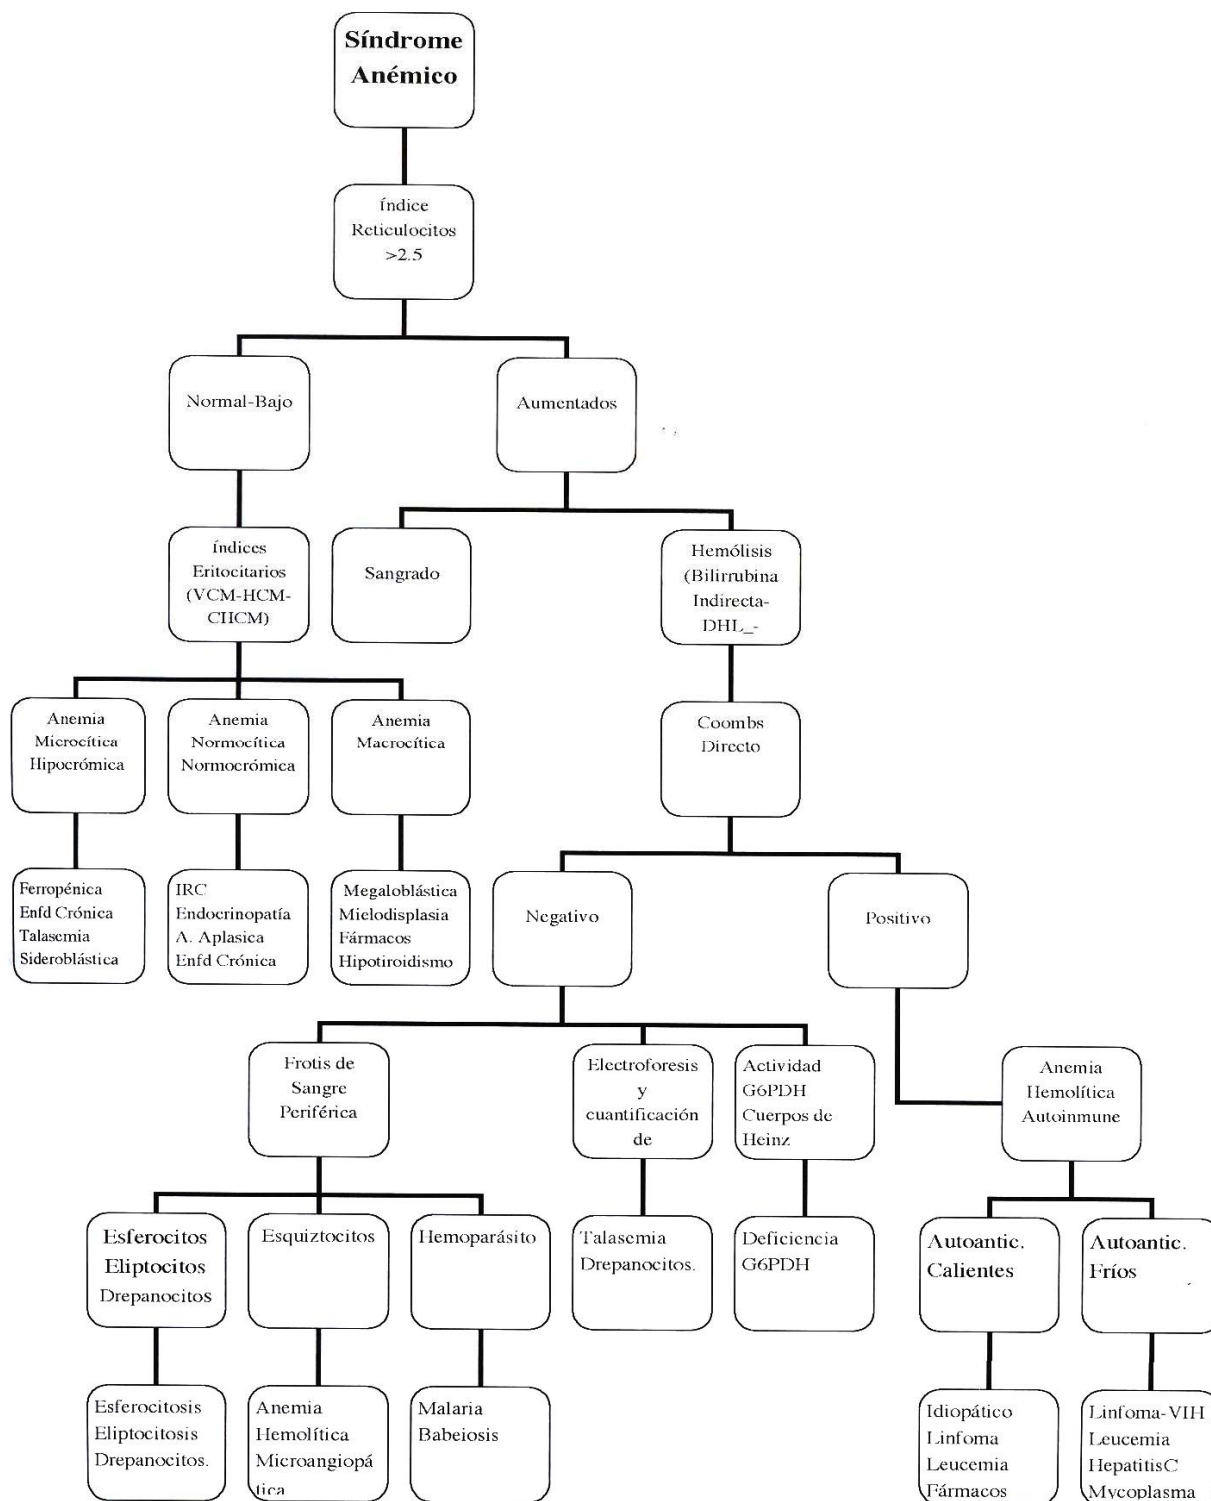 Síndrome
Anémico
índice
Reticulocitos
>2.5
Normal-Bajo
Aumentados
índices
Eritocitarios
(VCM-HCM-
CHCM)
Sangrado
Hemólisis
(Bilirrubina
Indirecta-
DHL_-
Anemia
Microcítica
Hipocrómica
Anemia
Normocítica
Normocrómica
Anemia
Macrocítica
Coombs
Directo
Ferropénica
Enfd Crónica
Talasemia
Sideroblástica
IRC
Endocrinopatía
A. Aplasica
Enfd Crónica
Megaloblástica
Mielodisplasia
Fármacos
Hipotiroidismo
Negativo
Positivo
Frotis de
Sangre
Periférica
Electroforesis
y
cuantificación
de
Actividad
G6PDH
Cuerpos de
Heinz
Anemia
Hemolítica
Autoinmune
Esferocitos
Eliptocitos
Drepanocitos
Esquiztocitos
Hemoparásito
Talasemia
Drepanocitos.
Deficiencia
G6PDH
Autoantic.
Calientes
Autoantic.
Fríos
Esferocitosis
Eliptocitosis
Drepanocitos.
Anemia
Hemolítica
Microangiopá
tica
Malaria
Babeiosis
Idiopático
Linfoma
Leucemia
Fármacos
Linfoma-VIH
Leucemia
HepatitisC
Mycoplasma